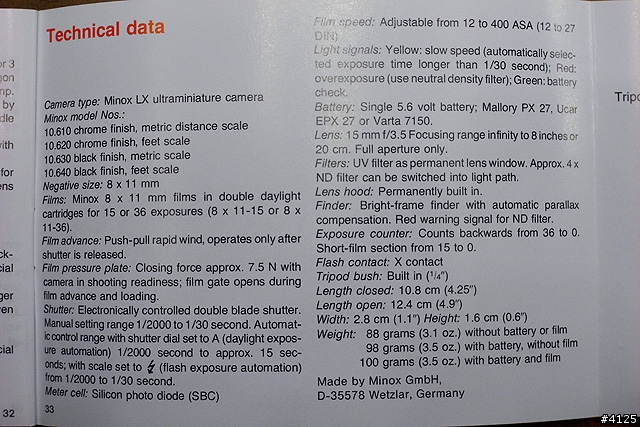 or 3
gon
mp.
by
dle
with
for
ens
ck-
cial
ger
ven
cial
32
Technical data
Camera type: Minox LX ultraminiature camera
Minox model Nos.:
10.610 chrome finish, metric distance scale
10.620 chrome finish, feet scale
10.630 black finish, metric scale
10.640 black finish, feet scale
Negative size: 8 x 11 mm
Films: Minox 8 x 11 mm films in double daylight
cartridges for 15 or 36 exposures (8 x 11-15 or 8 x
11-36).
Film advance: Push-pull rapid wind, operates only after
shutter is released.
Film pressure plate: Closing force approx. 7.5 N with
camera in shooting readiness; film gate opens during
film advance and loading.
Shutter: Electronically controlled double blade shutter.
Manual setting range 1/2000 to 1/30 second. Automat-
ic control range with shutter dial set to A (daylight expos-
ure automation) 1/2000 second to approx. 15 sec-
onds; with scale set to ⚡ (flash exposure automation)
from 1/2000 to 1/30 second.
Meter cell: Silicon photo diode (SBC)
33
Film speed: Adjustable from 12 to 400 ASA (12 to 27
DIN)
Light signals: Yellow: slow speed (automatically selec-
ted exposure time longer than 1/30 second); Red:
overexposure (use neutral density filter); Green: battery
check.
Battery: Single 5.6 volt battery; Mallory PX 27, Ucar
EPX 27 or Varta 7150.
Lens: 15 mm f/3.5 Focusing range infinity to 8 inches or
20 cm. Full aperture only.
Filters: UV filter as permanent lens window. Approx. 4 x
ND filter can be switched into light path.
Lens hood: Permanently built in.
Finder: Bright-frame finder with automatic parallax
compensation. Red warning signal for ND filter.
Exposure counter: Counts backwards from 36 to 0.
Short-film section from 15 to 0.
Flash contact: X contact
Tripod bush: Built in (1/4")
Length closed: 10.8 cm (4.25")
Length open: 12.4 cm (4.9")
Width: 2.8 cm (1.1") Height: 1.6 cm (0.6")
Weight: 88 grams (3.1 oz.) without battery or film
98 grams (3.5 oz.) with battery, without film
100 grams (3.5 oz.) with battery and film
Made by Minox GmbH,
D-35578 Wetzlar, Germany
Tripo
#4125